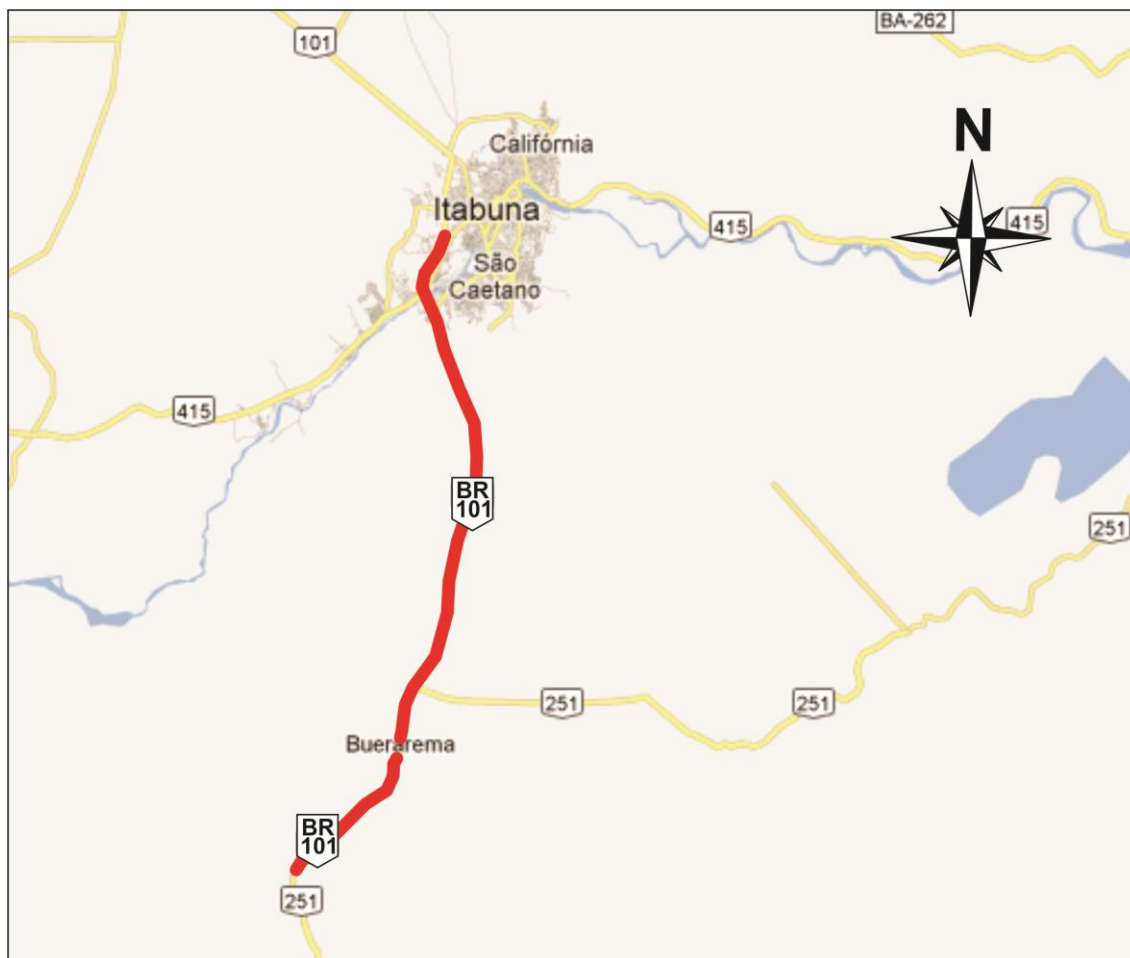 BA-262
101
Califórnia
N
Itabuna
415
415
São
Caetano
415
BR
101
251
251
251
Buerarema
BR
101
251